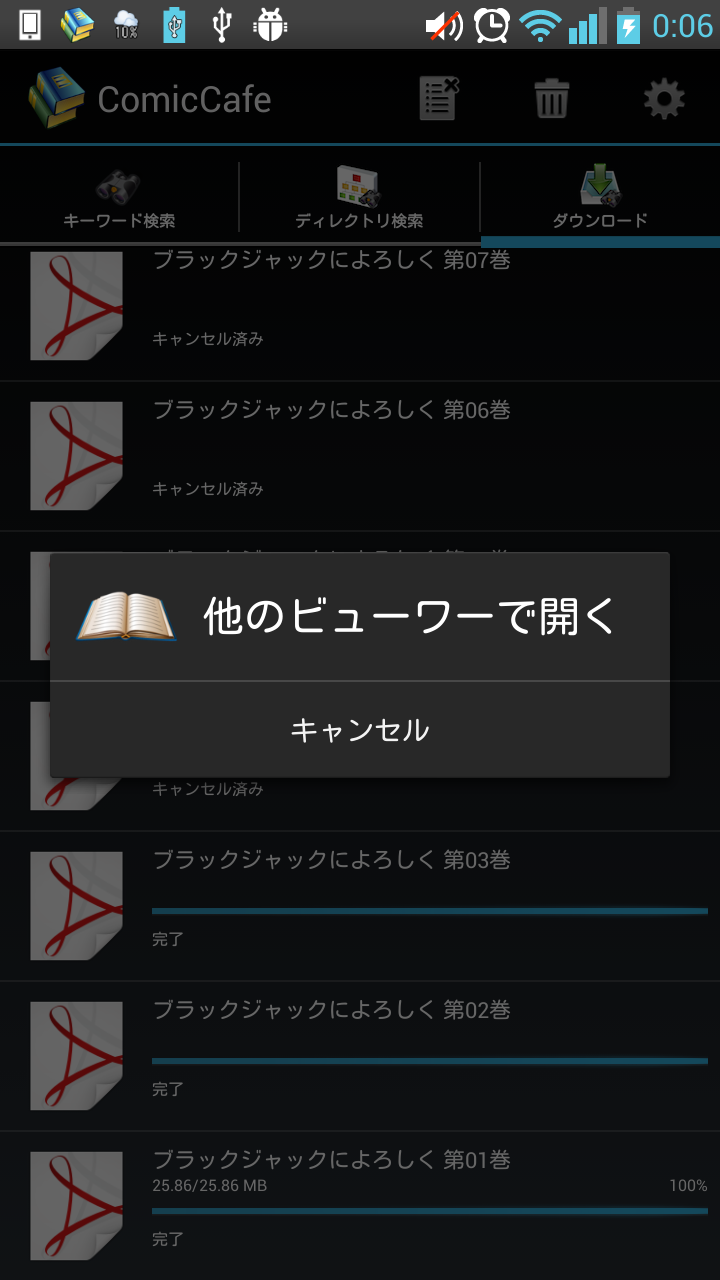 10%
0:06
ComicCafe
キーワード検索
ディレクトリ検索
ダウンロード
ブラックジャックによろしく 第07巻
キャンセル済み
ブラックジャックによろしく 第06巻
キャンセル済み
他のビューワーで開く
キャンセル
キャンセル済み
ブラックジャックによろしく 第03巻
完了
ブラックジャックによろしく 第02巻
完了
ブラックジャックによろしく 第01巻
25.86/25.86 MB
100%
完了